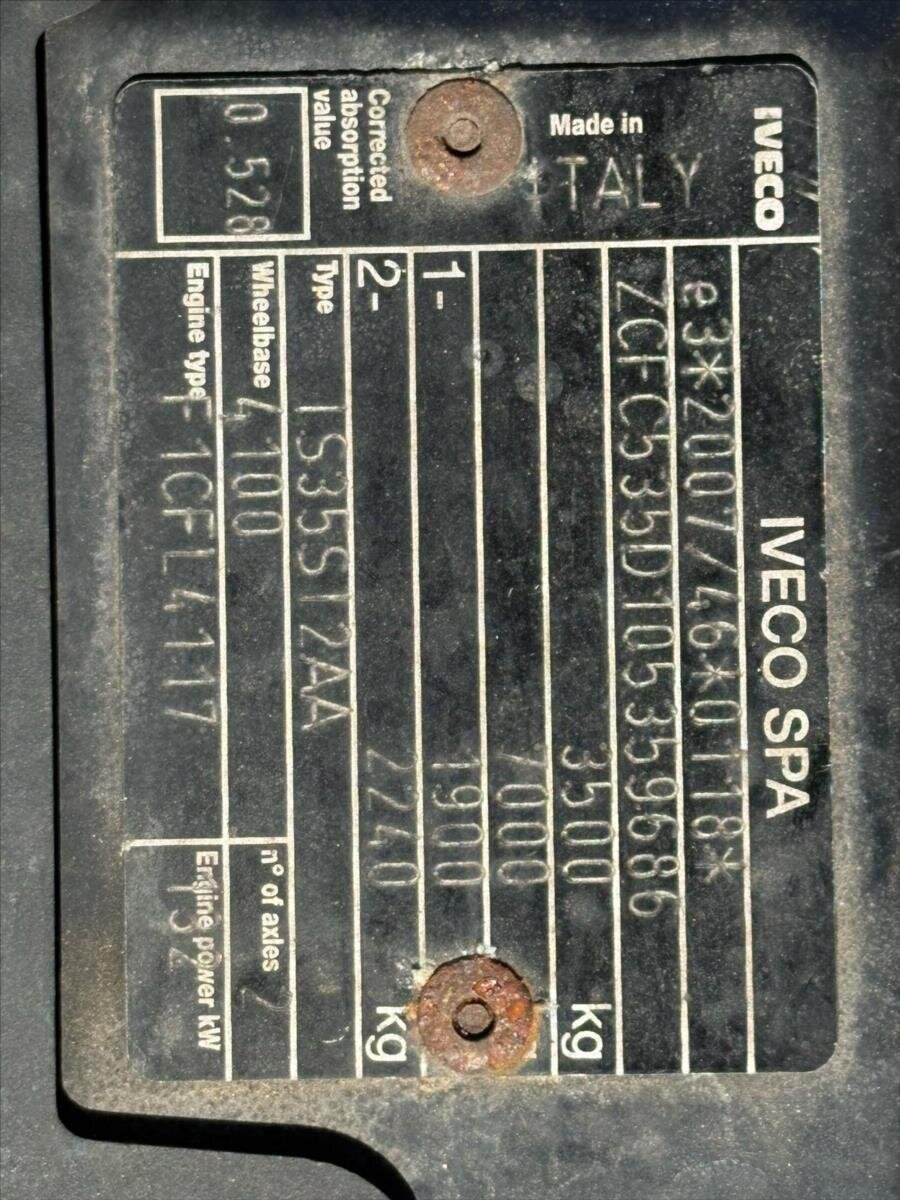 IVECO
IVECO SPA
e3*2007/46*0118*
ZCFC535D105359686
3500 kg
7000
1- 1900
2- 2240 kg
Made in
ITALY
Corrected
absorption
value
0.528
Type IS35SI2AA
Wheelbase 4100 n° of axles 2
Engine type F1CFL4117 Engine power kW 132